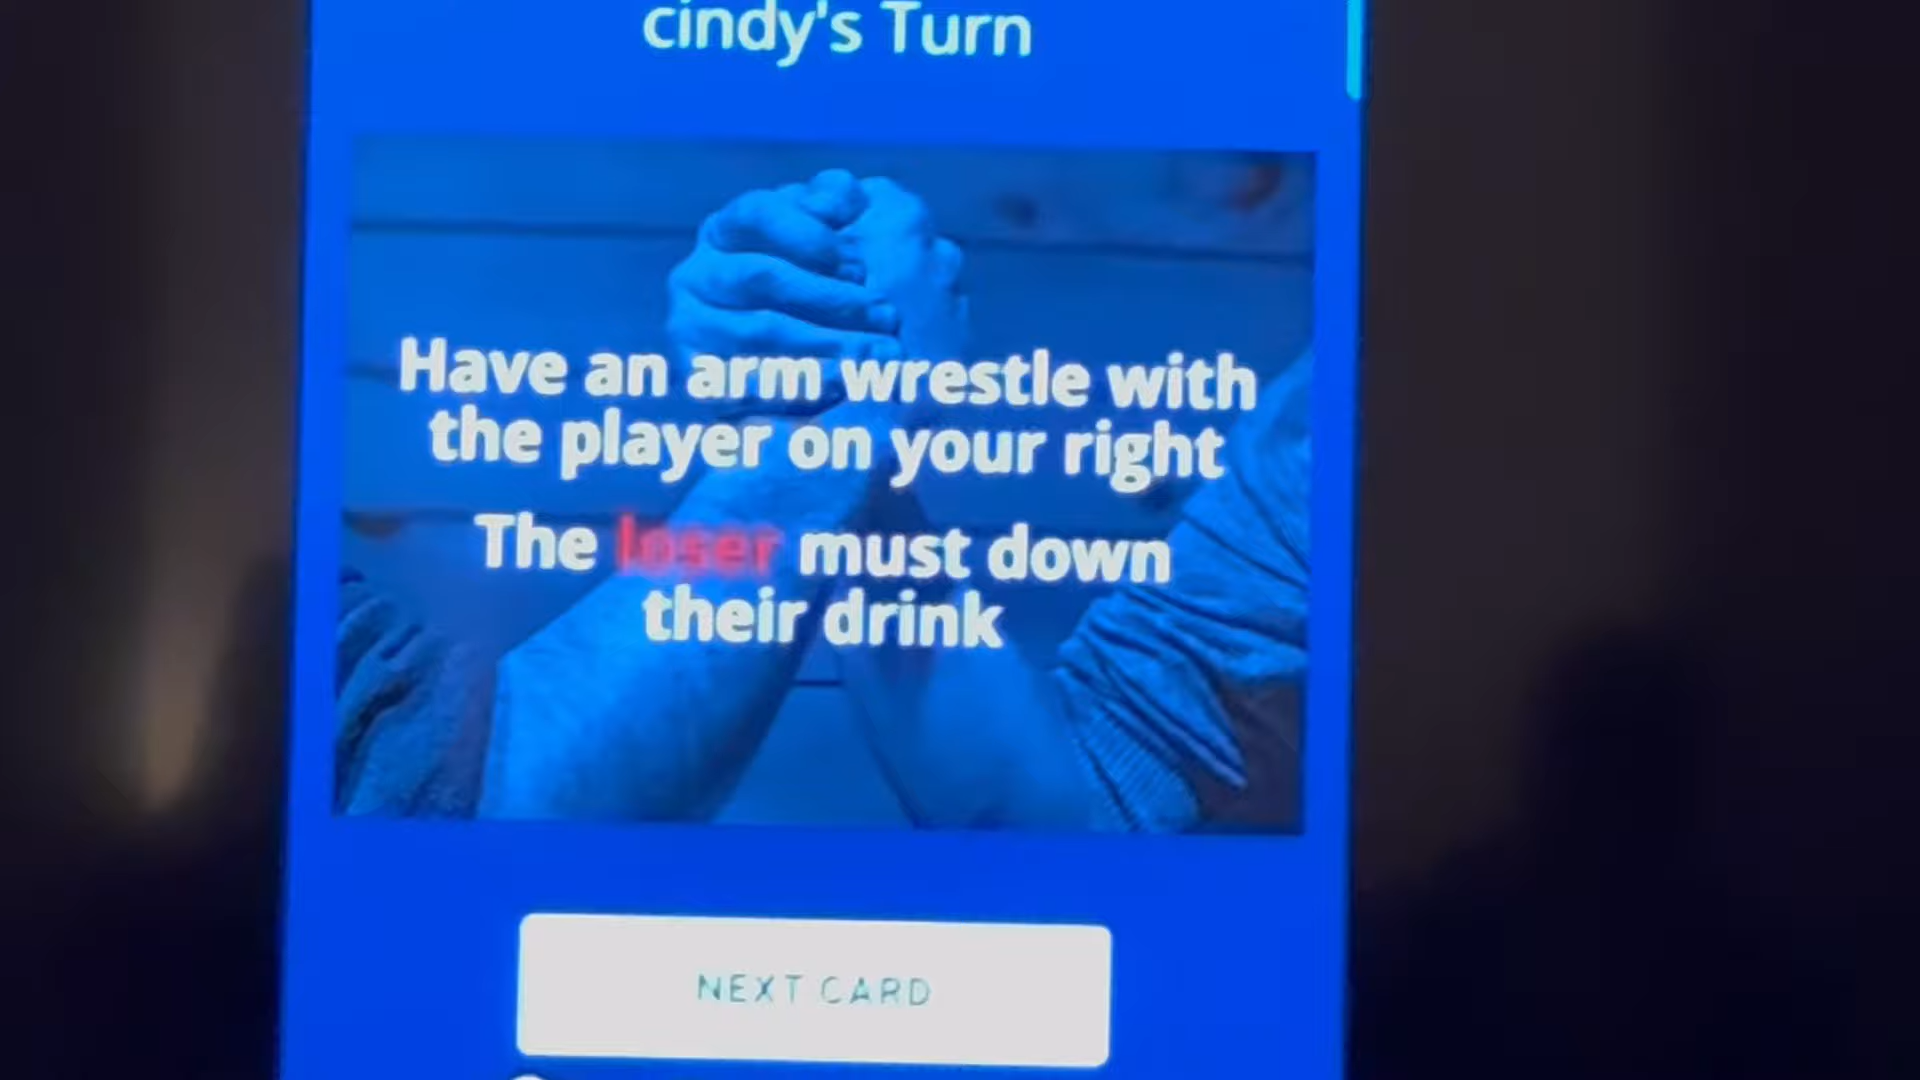 cindy's Turn
Have an arm wrestle with
the player on your right
The loser must down
their drink
NEXT CARD